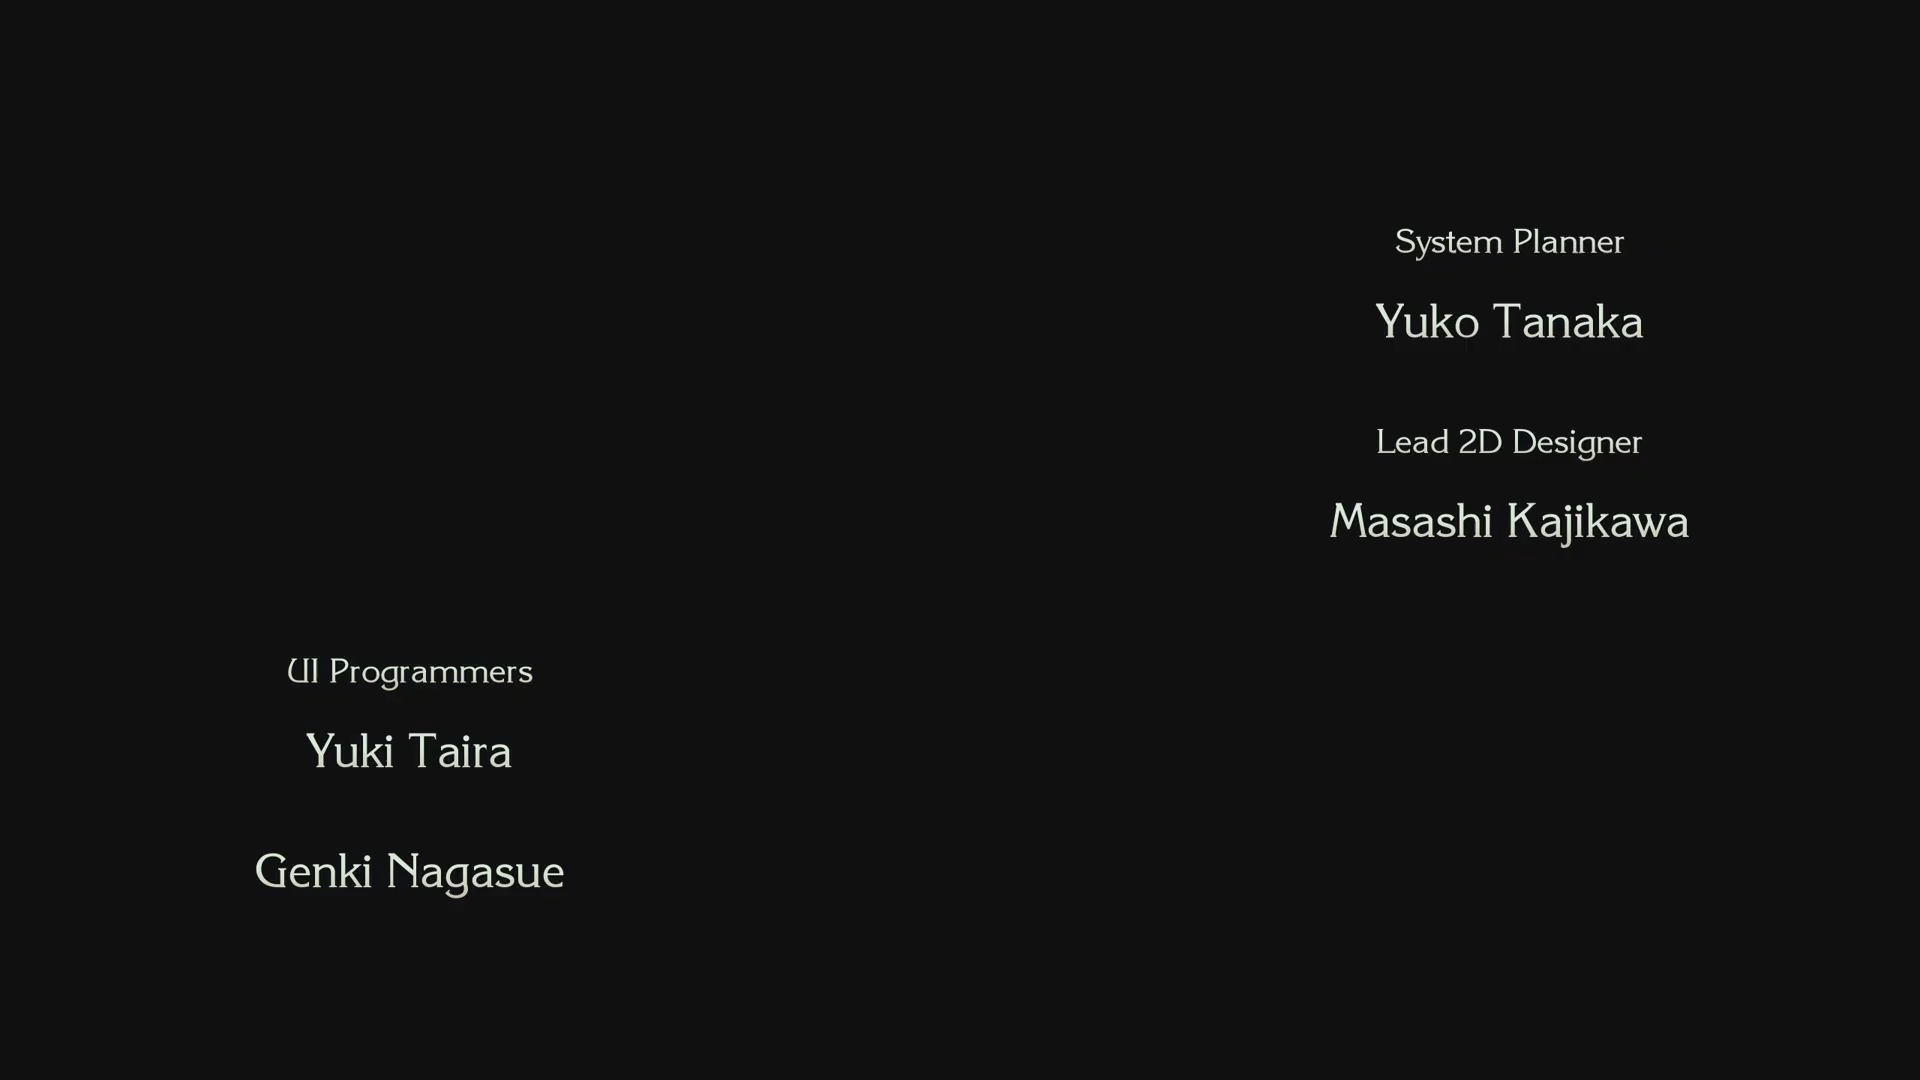 System Planner
Yuko Tanaka
Lead 2D Designer
Masashi Kajikawa
UI Programmers
Yuki Taira
Genki Nagasue